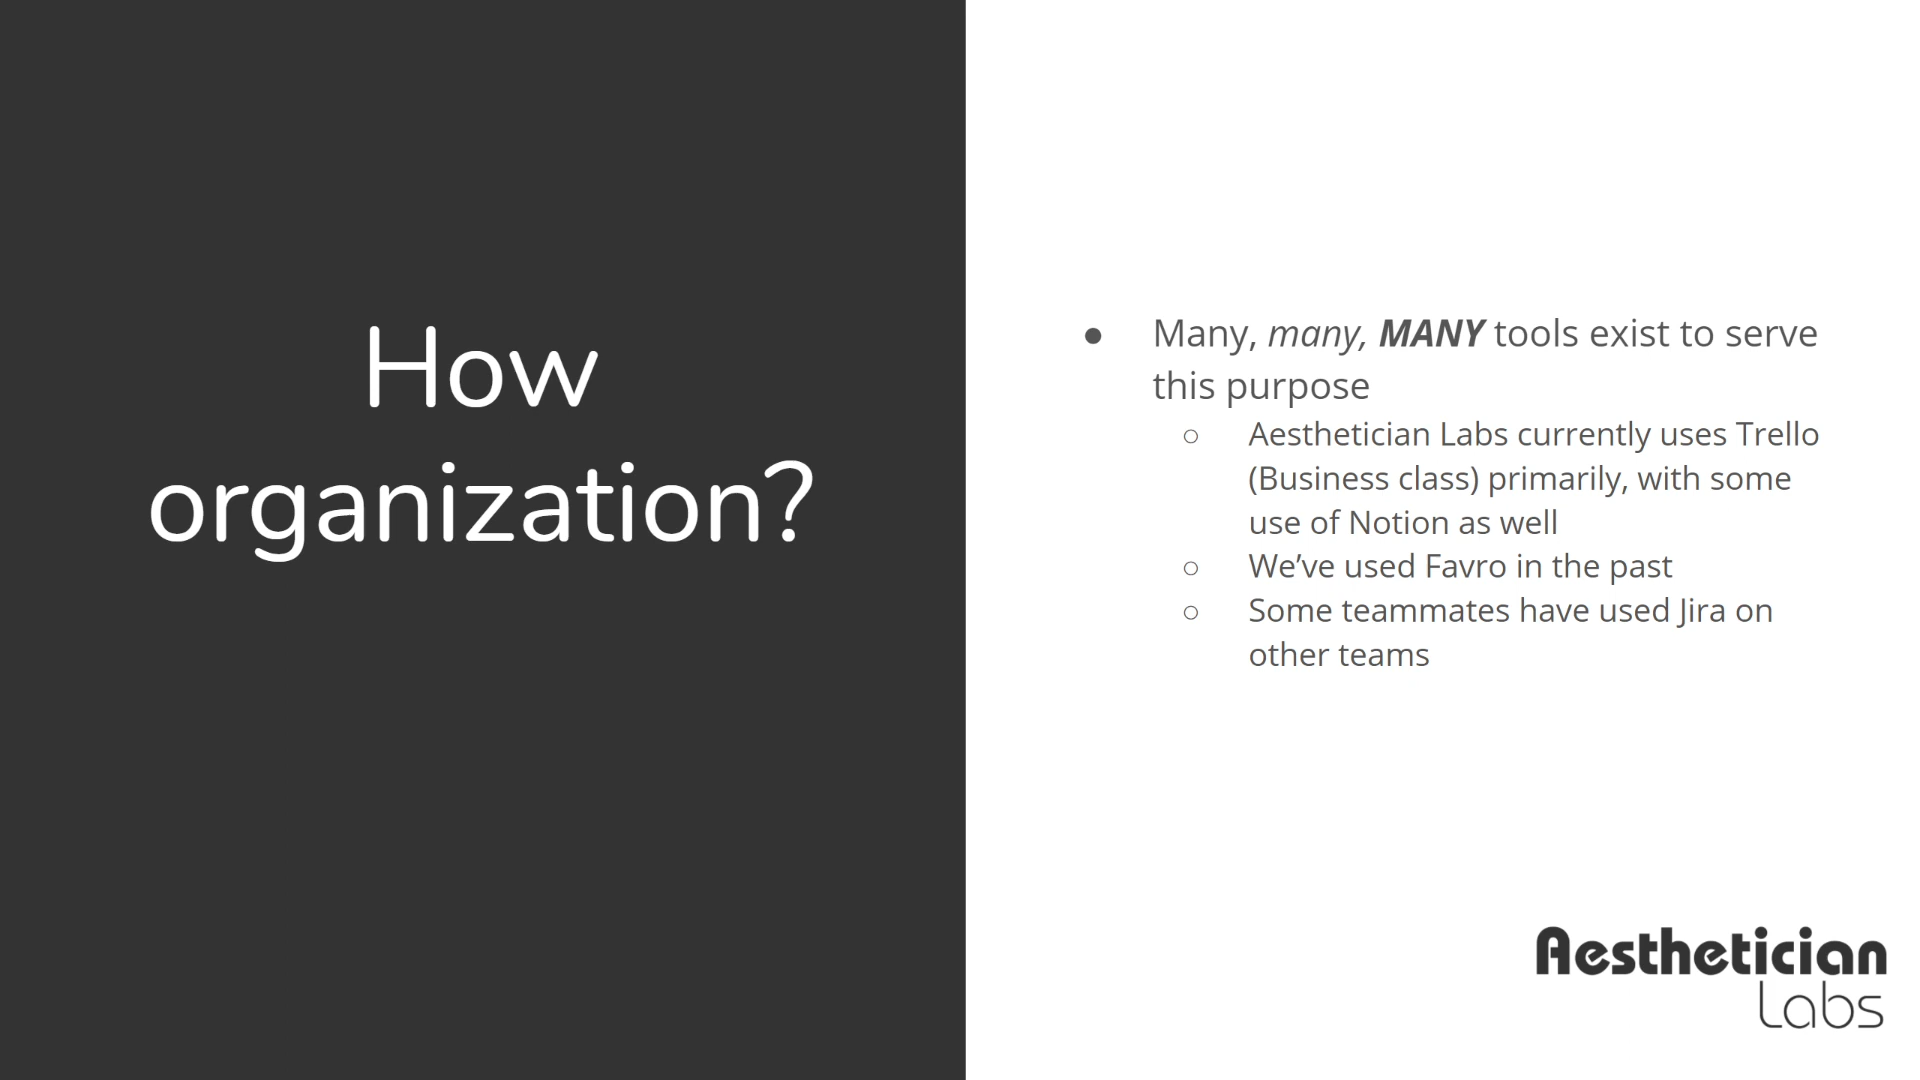 How
organization?
● Many, many, MANY tools exist to serve
this purpose
○ Aesthetician Labs currently uses Trello
(Business class) primarily, with some
use of Notion as well
○ We’ve used Favro in the past
○ Some teammates have used Jira on
other teams
Aesthetician
Labs